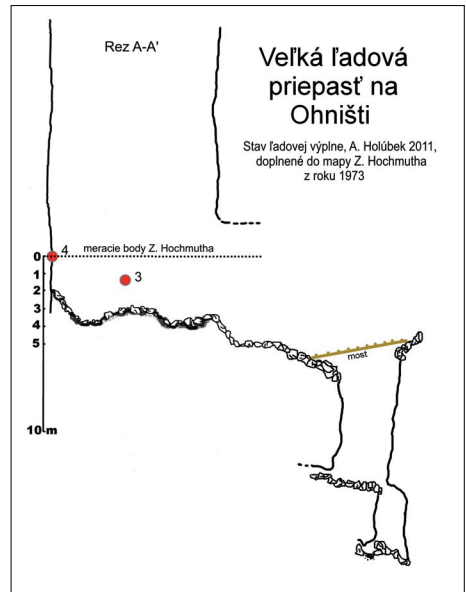 Rez A-A'
Veľká ľadová
priepasť na
Ohništi
Stav ľadovej výplne, A. Holúbek 2011,
doplnené do mapy Z. Hochmutha
z roku 1973
meracie body Z. Hochmutha
4
3
0
1
2
3
4
5
10 m
most